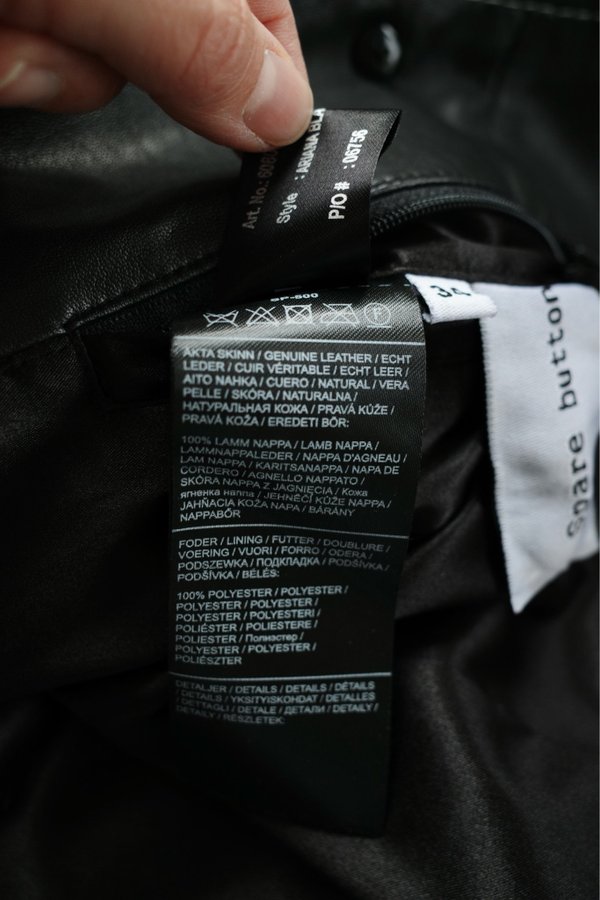 Art. No.:
Style : ARIANA BLA
P/O # : 06756
SP-500
34
Spare button
ÄKTA SKINN / GENUINE LEATHER / ECHT
LEDER / CUIR VÉRITABLE / ECHT LEER /
AITO NAHKA / CUERO / NATURAL / VERA
PELLE / SKÓRA / NATURALNA /
НАТУРАЛЬНАЯ КОЖА / PRAVÁ KŮŽE /
PRAVÁ KOŽA / EREDETI BŐR:
100% LAMM NAPPA / LAMB NAPPA /
LAMMNAPPALEDER / NAPPA D'AGNEAU /
LAM NAPPA / KARITSANAPPA / NAPA DE
CORDERO / AGNELLO NAPPATO /
SKÓRA NAPPA Z JAGNIĘCIA / Кожа
ягненка наппа / JEHNĚČÍ KŮŽE NAPA /
JAHŇACIA KOŽA NAPA / BÁRÁNY
NAPPABŐR
FODER / LINING / FUTTER / DOUBLURE /
VOERING / VUORI / FORRO / ODERA /
PODSZEWKA / ПОДКЛАДКА / PODŠÍVKA /
PODŠÍVKA / BÉLÉS:
100% POLYESTER / POLYESTER /
POLYESTER / POLYESTER /
POLYESTER / POLYESTERI /
POLIÉSTER / POLIESTERE /
POLIESTER / Полиэстер /
POLYESTER / POLYESTER /
POLIÉSZTER
DETALJER / DETAILS / DETAILS / DÉTAILS
/ DETAILS / YKSITYISKOHDAT / DETALLES
/ DETTAGLI / DETALE / ДЕТАЛИ / DETAILY /
DETAILY / RÉSZLETEK: